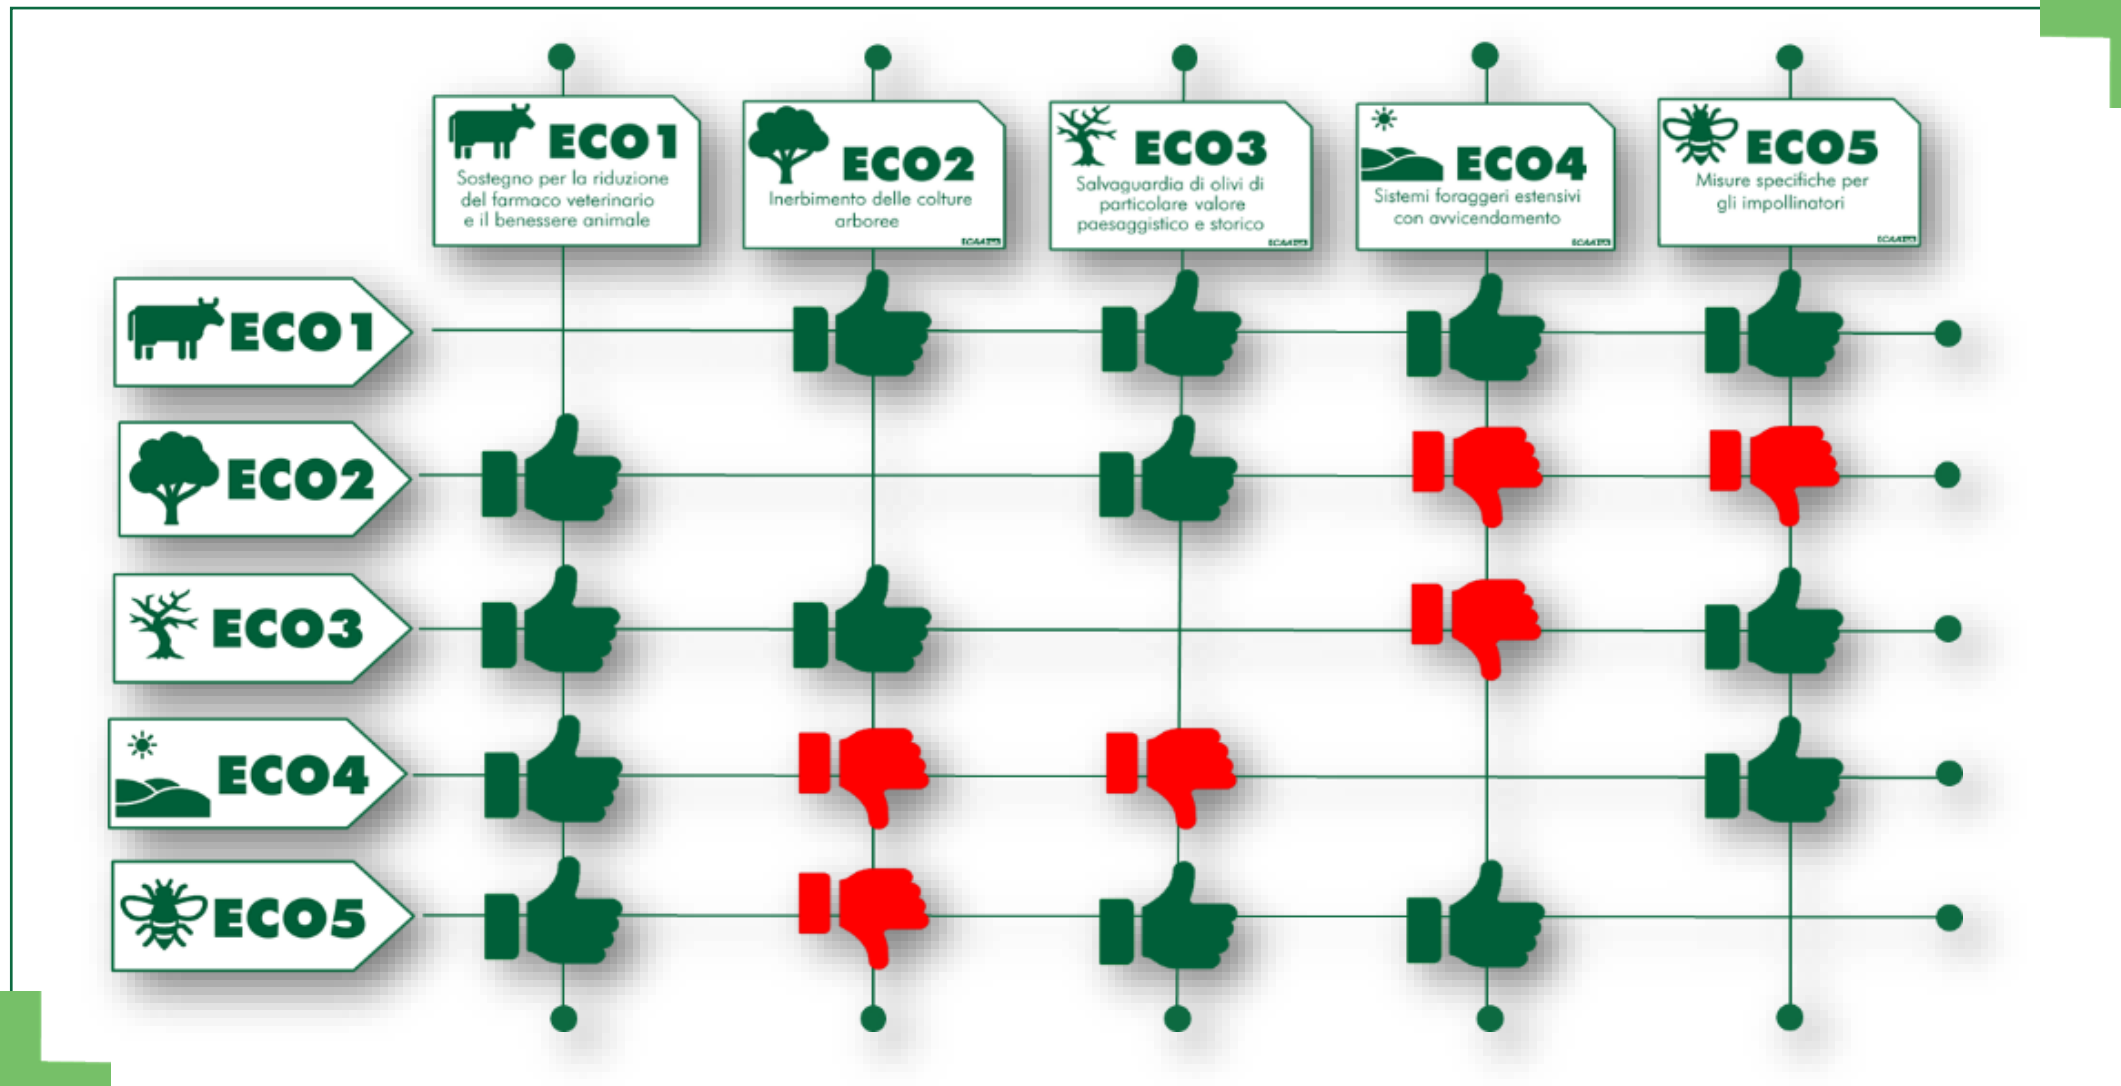 ECO1
Sostegno per la riduzione
del farmaco veterinario
e il benessere animale
ECO2
Inerbimento delle colture
arboree
ECO3
Salvaguardia di olivi di
particolare valore
paesaggistico e storico
ECO4
Sistemi foraggeri estensivi
con avvicendamento
ECO5
Misure specifiche per
gli impollinatori
ECO1
ECO2
ECO3
ECO4
ECO5